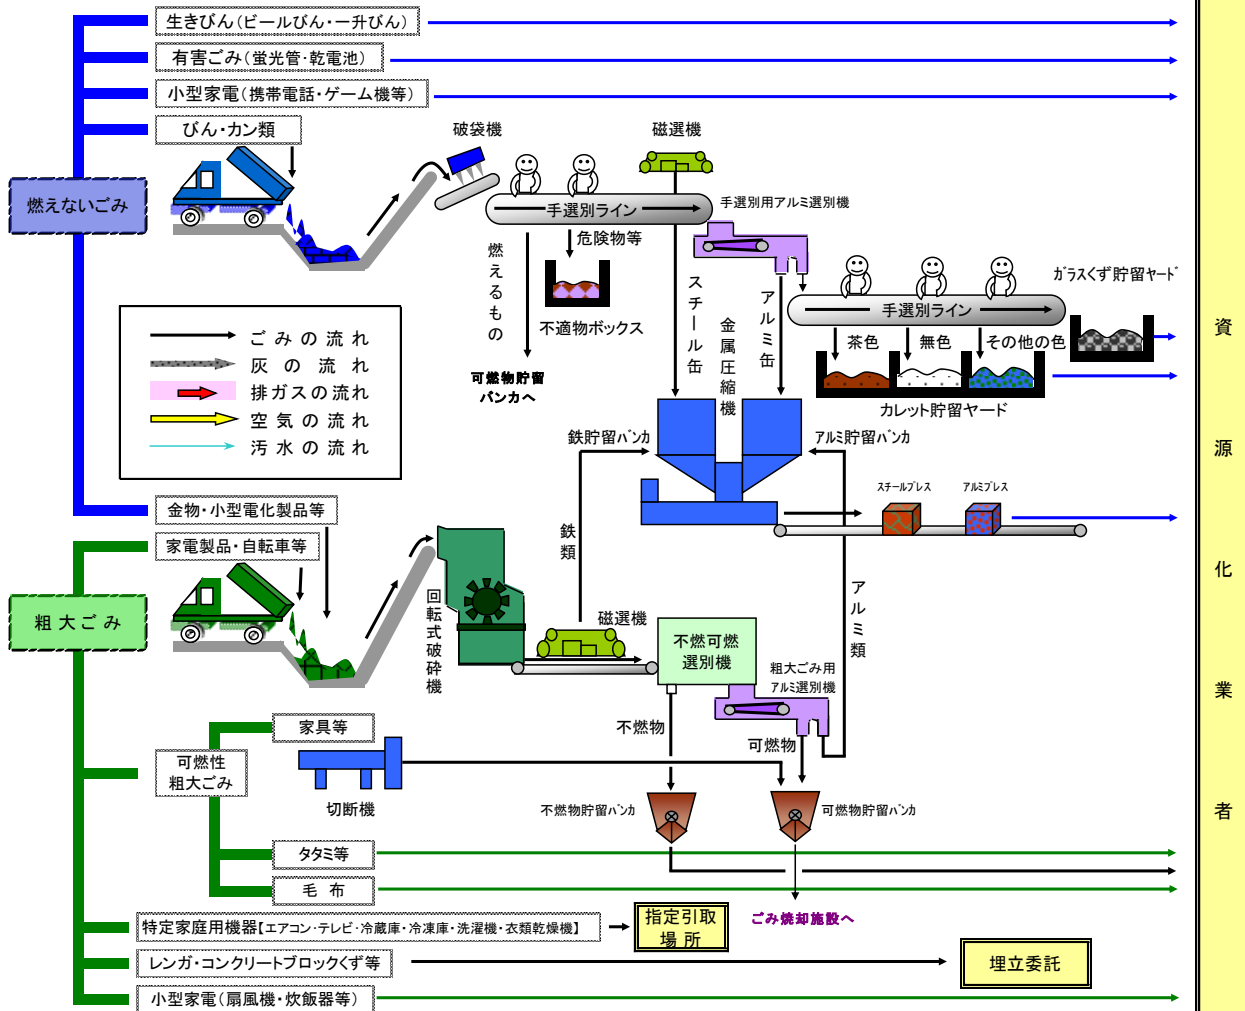 生きびん（ビールびん・一升びん）
有害ごみ（蛍光管・乾電池）
小型家電（携帯電話・ゲーム機等）
びん・カン類
破袋機
磁選機
燃えないごみ
手選別ライン
手選別用アルミ選別機
燃えるもの
危険物等
不適物ボックス
可燃物貯留
バンカへ
スチール缶
金属圧縮機
アルミ缶
手選別ライン
ガラスくず貯留ヤード
茶色
無色
その他の色
カレット貯留ヤード
ごみの流れ
灰の流れ
排ガスの流れ
空気の流れ
汚水の流れ
鉄貯留バンカ
アルミ貯留バンカ
スチールプレス
アルミプレス
金物・小型電化製品等
家電製品・自転車等
粗大ごみ
回転式破砕機
鉄類
磁選機
不燃可燃
選別機
粗大ごみ用
アルミ選別機
アルミ類
不燃物
可燃物
家具等
可燃性
粗大ごみ
切断機
不燃物貯留バンカ
可燃物貯留バンカ
タタミ等
毛布
ごみ焼却施設へ
特定家庭用機器【エアコン・テレビ・冷蔵庫・冷凍庫・洗濯機・衣類乾燥機】
指定引取
場所
レンガ・コンクリートブロックくず等
埋立委託
小型家電（扇風機・炊飯器等）
資源化業者